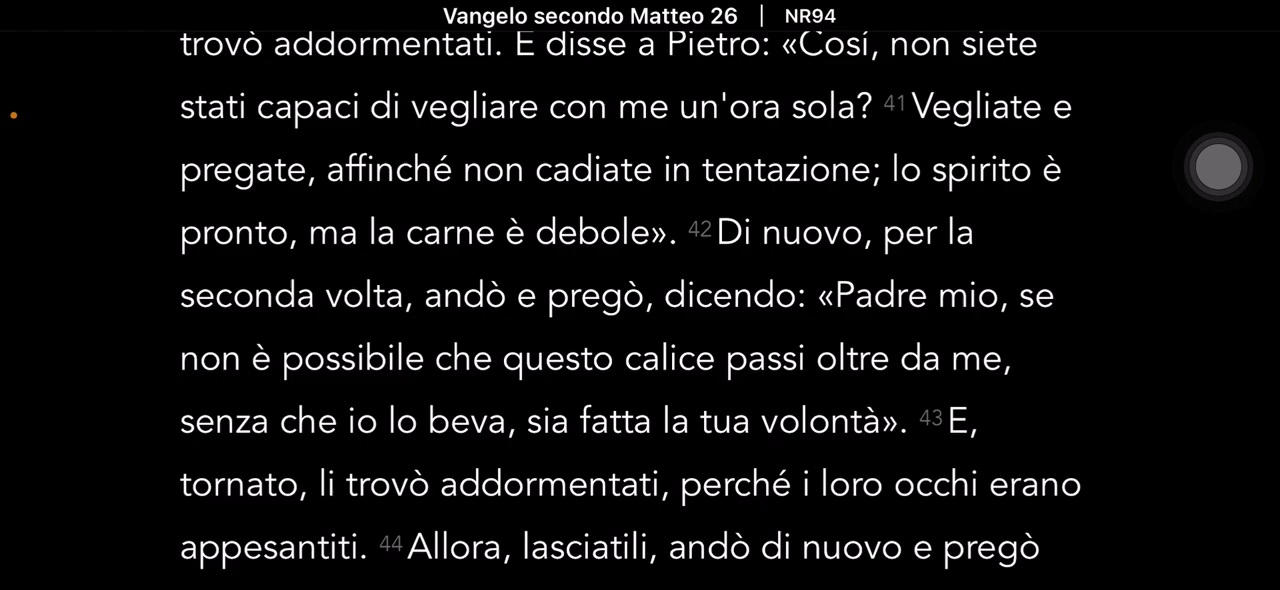 Vangelo secondo Matteo 26 | NR94
trovò addormentati. E disse a Pietro: «Cosí, non siete
stati capaci di vegliare con me un'ora sola? 41 Vegliate e
pregate, affinché non cadiate in tentazione; lo spirito è
pronto, ma la carne è debole». 42 Di nuovo, per la
seconda volta, andò e pregò, dicendo: «Padre mio, se
non è possibile che questo calice passi oltre da me,
senza che io lo beva, sia fatta la tua volontà». 43 E,
tornato, li trovò addormentati, perché i loro occhi erano
appesantiti. 44 Allora, lasciatili, andò di nuovo e pregò